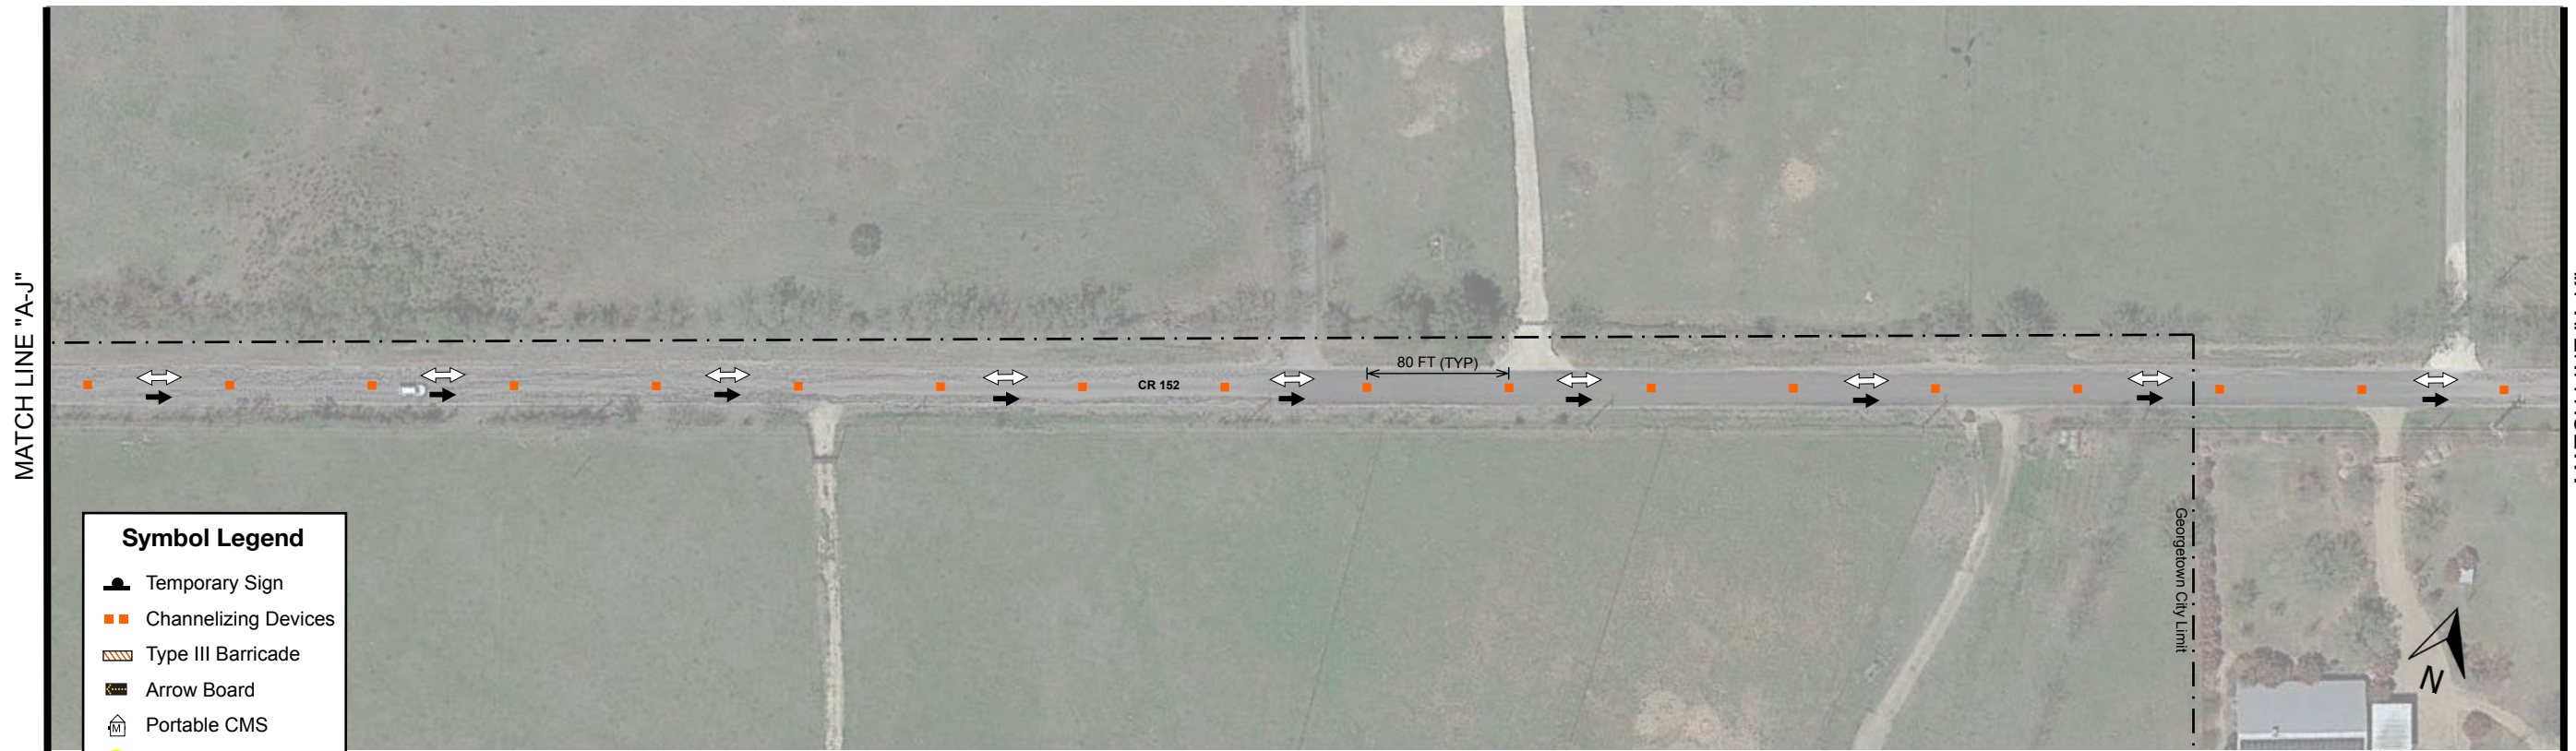 MATCH LINE "A-J"
80 FT (TYP)
CR 152
Georgetown City Limit
Symbol Legend
Temporary Sign
Channelizing Devices
Type III Barricade
Arrow Board
M
Portable CMS
N